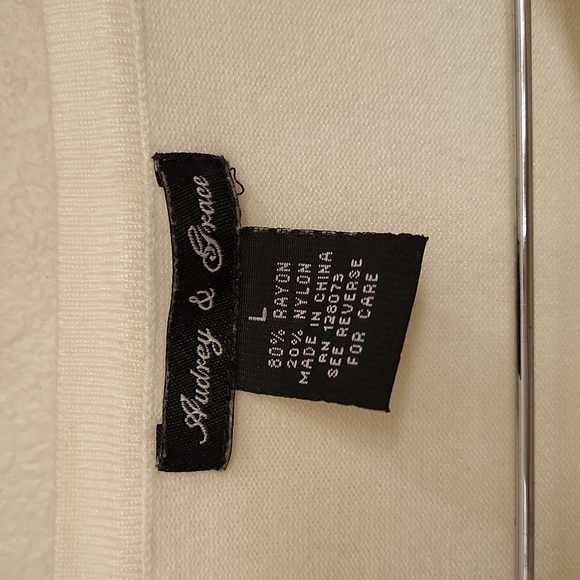 Audrey & Grace
L
80% RAYON
20% NYLON
MADE IN CHINA
RN 128073
SEE REVERSE
FOR CARE